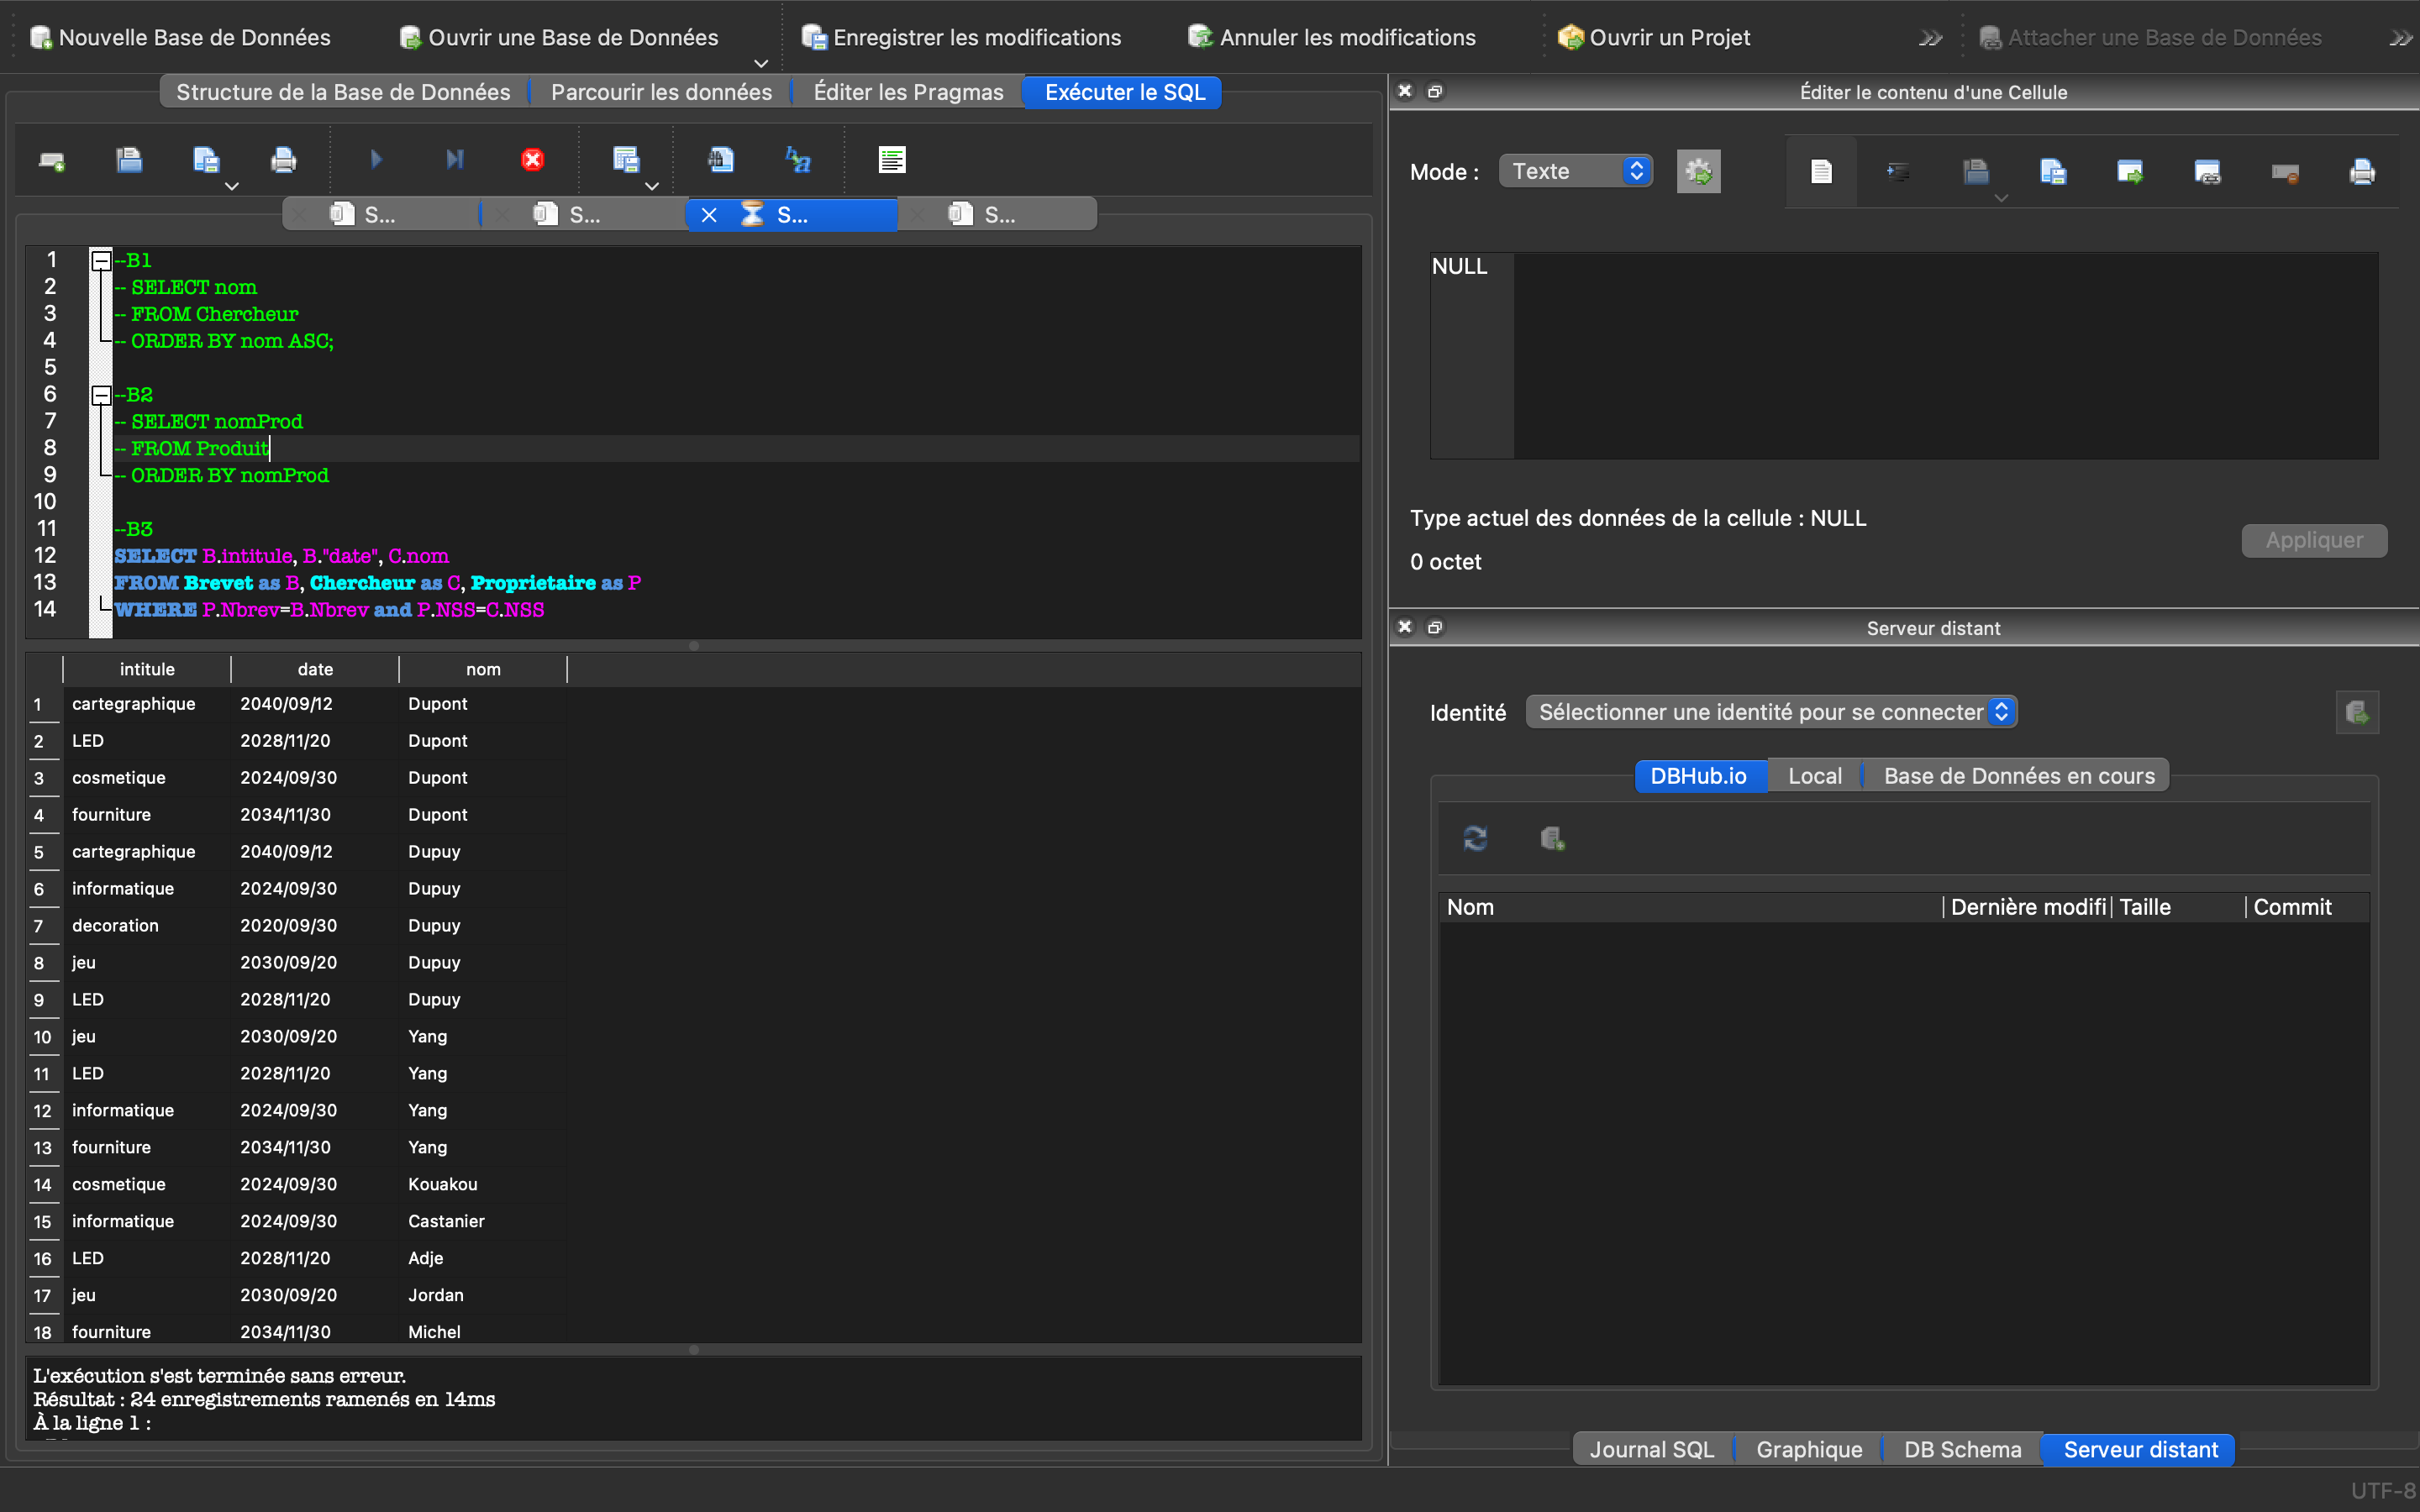 Nouvelle Base de Données
Ouvrir une Base de Données
Enregistrer les modifications
Annuler les modifications
Ouvrir un Projet
Attacher une Base de Données
Structure de la Base de Données
Parcourir les données
Éditer les Pragmas
Exécuter le SQL
S...
S...
S...
S...
1 --B1
2 -- SELECT nom
3 -- FROM Chercheur
4 -- ORDER BY nom ASC;
5
6 --B2
7 -- SELECT nomProd
8 -- FROM Produit
9 -- ORDER BY nomProd
10
11 --B3
12 SELECT B.intitule, B."date", C.nom
13 FROM Brevet as B, Chercheur as C, Proprietaire as P
14 WHERE P.Nbrev=B.Nbrev and P.NSS=C.NSS
intitule date nom
1 cartegraphique 2040/09/12 Dupont
2 LED 2028/11/20 Dupont
3 cosmetique 2024/09/30 Dupont
4 fourniture 2034/11/30 Dupont
5 cartegraphique 2040/09/12 Dupuy
6 informatique 2024/09/30 Dupuy
7 decoration 2020/09/30 Dupuy
8 jeu 2030/09/20 Dupuy
9 LED 2028/11/20 Dupuy
10 jeu 2030/09/20 Yang
11 LED 2028/11/20 Yang
12 informatique 2024/09/30 Yang
13 fourniture 2034/11/30 Yang
14 cosmetique 2024/09/30 Kouakou
15 informatique 2024/09/30 Castanier
16 LED 2028/11/20 Adje
17 jeu 2030/09/20 Jordan
18 fourniture 2034/11/30 Michel
L'exécution s'est terminée sans erreur.
Résultat : 24 enregistrements ramenés en 14ms
À la ligne 1 :
Éditer le contenu d'une Cellule
Mode : Texte
NULL
Type actuel des données de la cellule : NULL
0 octet
Appliquer
Serveur distant
Identité Sélectionner une identité pour se connecter
DBHub.io
Local
Base de Données en cours
Nom Dernière modifi Taille Commit
Journal SQL
Graphique
DB Schema
Serveur distant
UTF-8